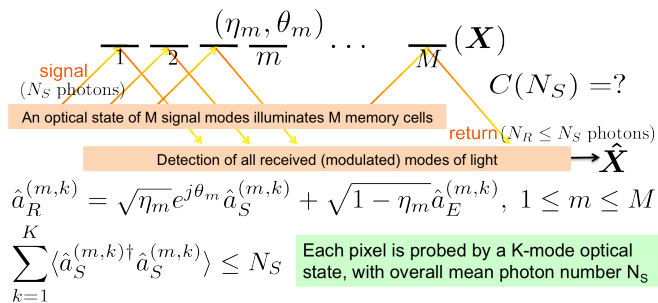 (η_m, θ_m)
1 2 m ... M (X)
signal
(N_S photons)
C(N_S) =?
An optical state of M signal modes illuminates M memory cells
return (N_R ≤ N_S photons)
Detection of all received (modulated) modes of light
X̂
â_R^{(m,k)} = √η_m e^{jθ_m} â_S^{(m,k)} + √(1 − η_m) â_E^{(m,k)}, 1 ≤ m ≤ M
∑_{k=1}^{K} ⟨â_S^{(m,k)†} â_S^{(m,k)}⟩ ≤ N_S
Each pixel is probed by a K-mode optical
state, with overall mean photon number N_S